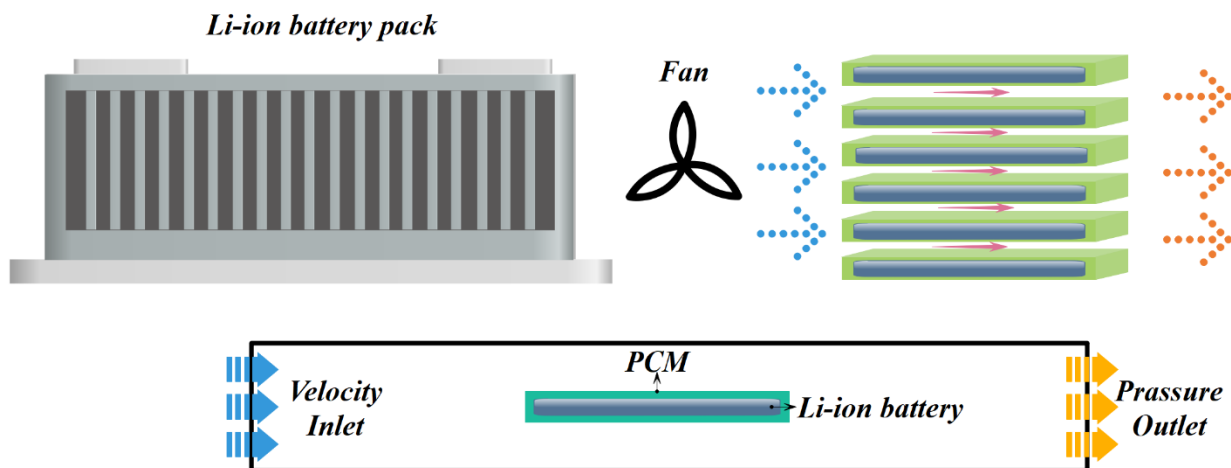 Li-ion battery pack
Fan
PCM
Velocity
Inlet
Li-ion battery
Prassure
Outlet